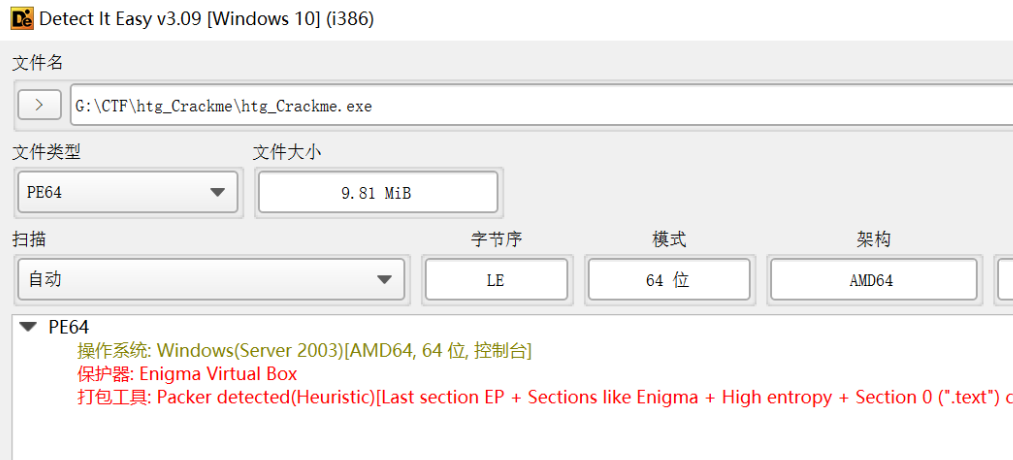 Detect It Easy v3.09 [Windows 10] (i386)
文件名
G:\CTF\htg_Crackme\htg_Crackme.exe
文件类型 文件大小
PE64 9.81 MiB
扫描 字节序 模式 架构
自动 LE 64 位 AMD64
PE64
操作系统: Windows(Server 2003)[AMD64, 64 位, 控制台]
保护器: Enigma Virtual Box
打包工具: Packer detected(Heuristic)[Last section EP + Sections like Enigma + High entropy + Section 0 (".text") c